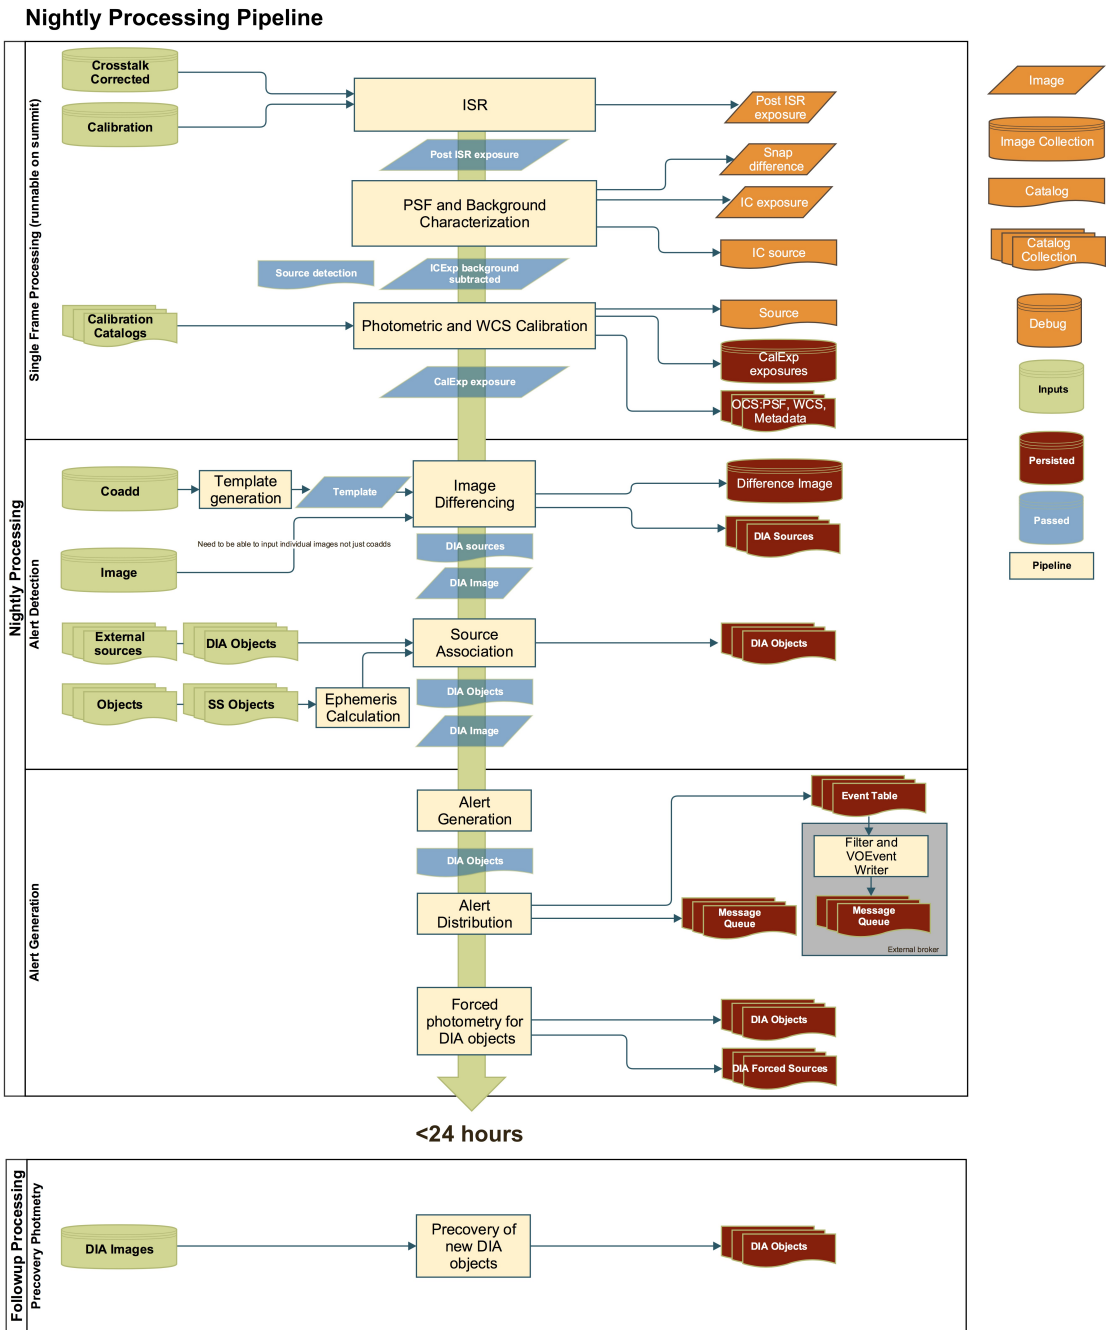 Nightly Processing Pipeline
Nightly Processing
Single Frame Processing (runnable on summit)
Crosstalk
Corrected
Calibration
ISR
Post ISR
exposure
Post ISR exposure
Snap
difference
PSF and Background
Characterization
IC exposure
IC source
Source detection
ICExp background
subtracted
Calibration
Catalogs
Photometric and WCS Calibration
Source
CalExp
exposures
CalExp exposure
OCS:PSF, WCS,
Metadata
Alert Detection
Coadd
Template
generation
Template
Image
Differencing
Difference Image
Need to be able to input individual images not just coadds
DIA sources
DIA Sources
Image
DIA Image
External
sources
DIA Objects
Source
Association
DIA Objects
Objects
SS Objects
Ephemeris
Calculation
DIA Objects
DIA Image
Alert Generation
Alert
Generation
Event Table
DIA Objects
Filter and
VOEvent
Writer
Alert
Distribution
Message
Queue
Message
Queue
External broker
Forced
photometry for
DIA objects
DIA Objects
DIA Forced Sources
<24 hours
Followup Processing
Precovery Photmetry
DIA Images
Precovery of
new DIA
objects
DIA Objects
Image
Image Collection
Catalog
Catalog
Collection
Debug
Inputs
Persisted
Passed
Pipeline